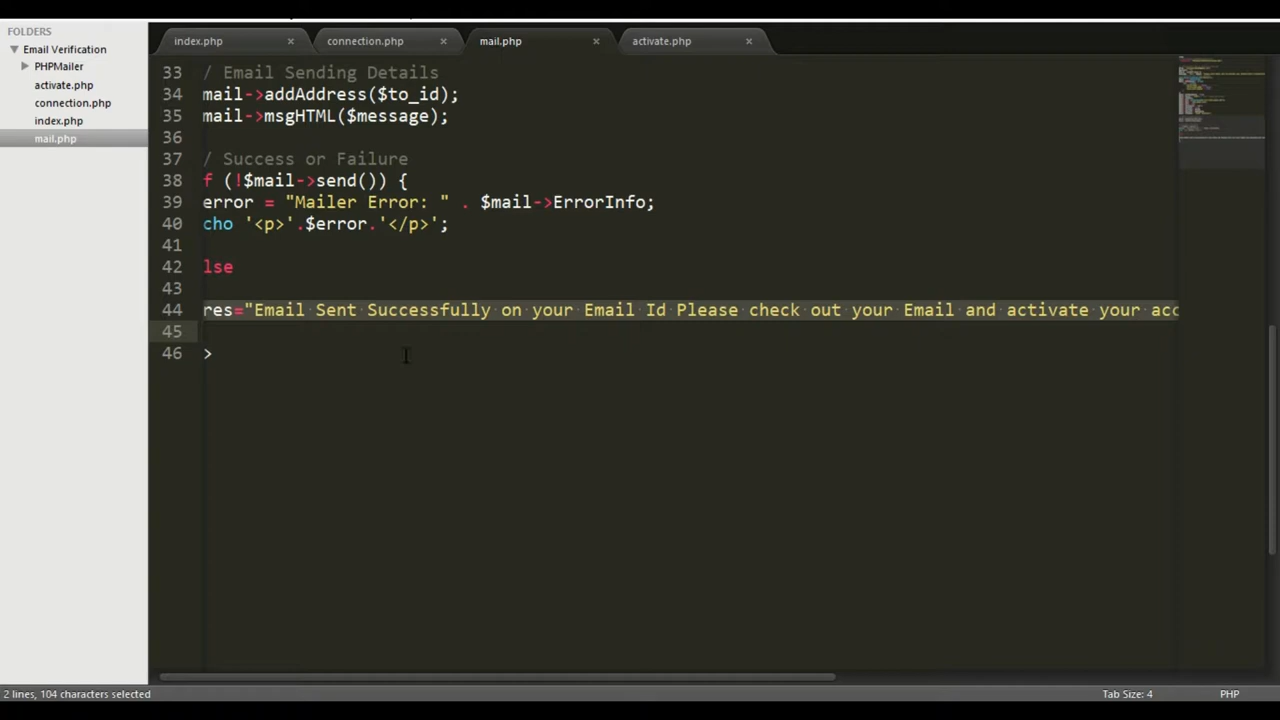 FOLDERS
Email Verification
PHPMailer
activate.php
connection.php
index.php
mail.php
index.php × connection.php × mail.php × activate.php ×
33 / Email Sending Details
34 mail->addAddress($to_id);
35 mail->msgHTML($message);
36
37 / Success or Failure
38 f (!$mail->send()) {
39 error = "Mailer Error: " . $mail->ErrorInfo;
40 cho '<p>'.$error.'</p>';
41
42 lse
43
44 res="Email Sent Successfully on your Email Id Please check out your Email and activate your acc
45
46 >
2 lines, 104 characters selected
Tab Size: 4
PHP